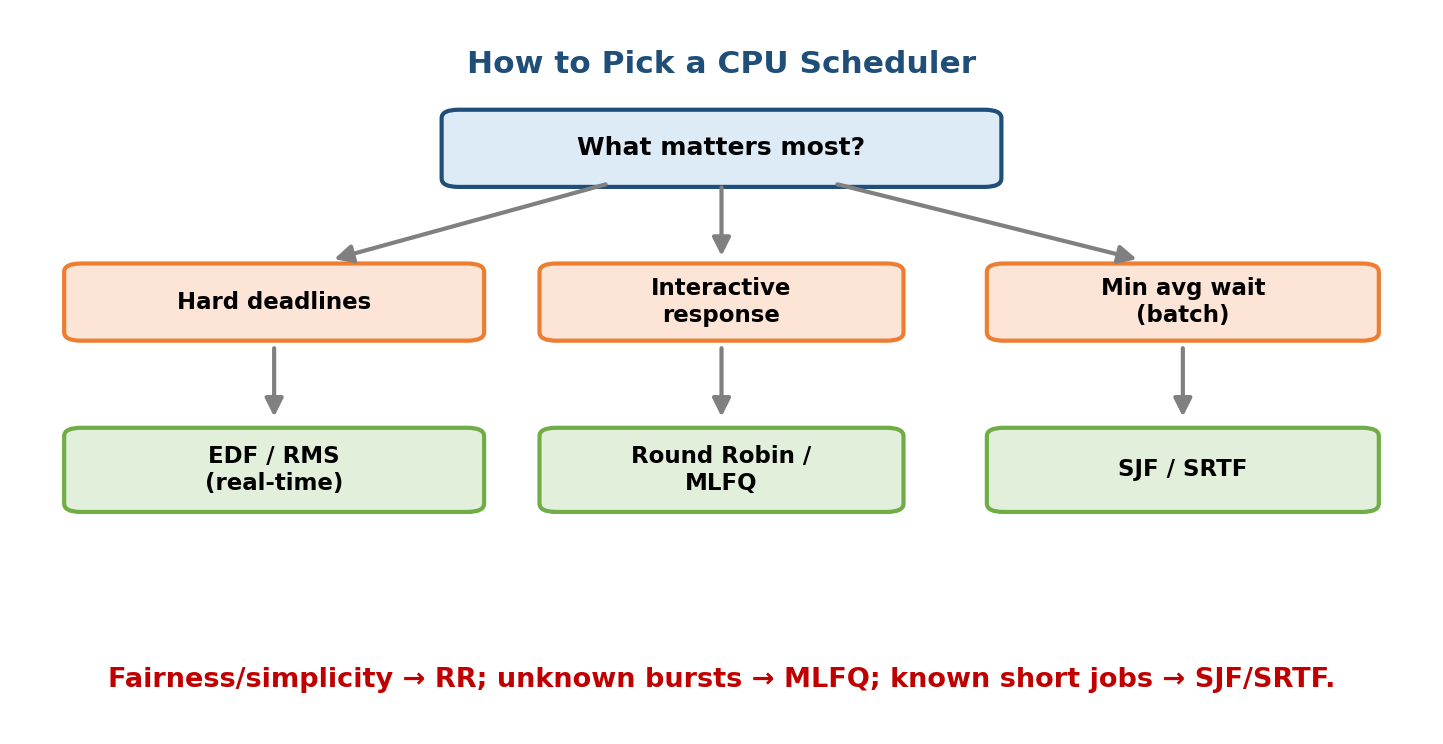 How to Pick a CPU Scheduler
What matters most?
Hard deadlines
Interactive
response
Min avg wait
(batch)
EDF / RMS
(real-time)
Round Robin /
MLFQ
SJF / SRTF
Fairness/simplicity → RR; unknown bursts → MLFQ; known short jobs → SJF/SRTF.